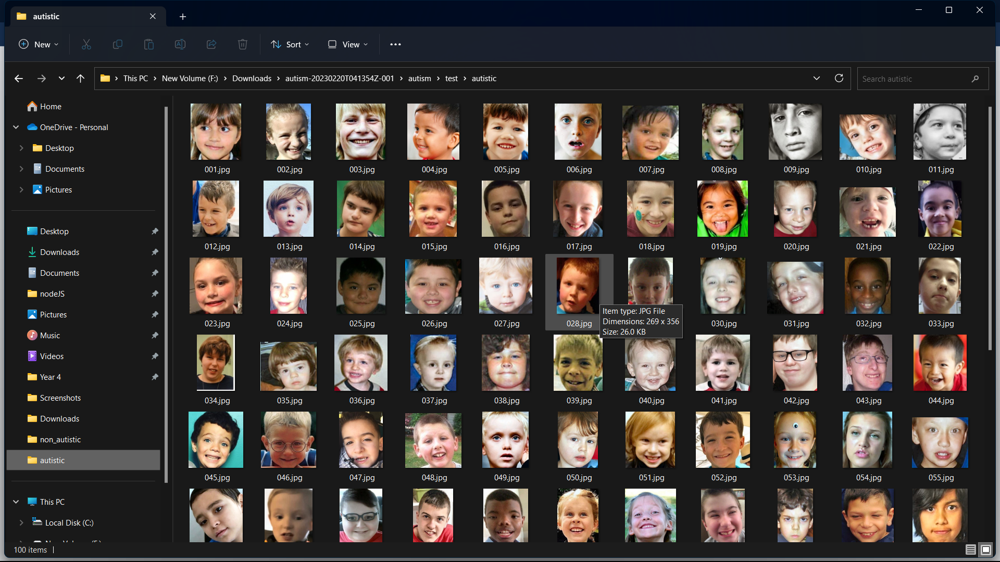 autistic
New
Sort
View
This PC
New Volume (F:)
Downloads
autism-20230220T041354Z-001
autism
test
autistic
Search autistic
Home
OneDrive - Personal
Desktop
Documents
Pictures
Desktop
Downloads
Documents
nodeJS
Pictures
Music
Videos
Year 4
Screenshots
Downloads
non_autistic
autistic
This PC
Local Disk (C:)
001.jpg 002.jpg 003.jpg 004.jpg 005.jpg 006.jpg 007.jpg 008.jpg 009.jpg 010.jpg 011.jpg
012.jpg 013.jpg 014.jpg 015.jpg 016.jpg 017.jpg 018.jpg 019.jpg 020.jpg 021.jpg 022.jpg
023.jpg 024.jpg 025.jpg 026.jpg 027.jpg 028.jpg 030.jpg 031.jpg 032.jpg 033.jpg
Item type: JPG File
Dimensions: 269 x 356
Size: 26.0 KB
034.jpg 035.jpg 036.jpg 037.jpg 038.jpg 039.jpg 040.jpg 041.jpg 042.jpg 043.jpg 044.jpg
045.jpg 046.jpg 047.jpg 048.jpg 049.jpg 050.jpg 051.jpg 052.jpg 053.jpg 054.jpg 055.jpg
100 items